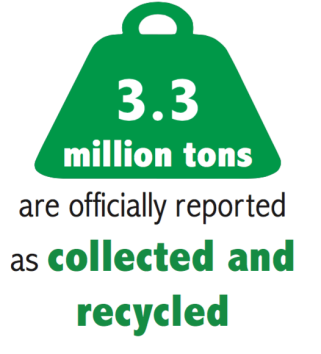 3.3
million tons
are officially reported
as collected and
recycled